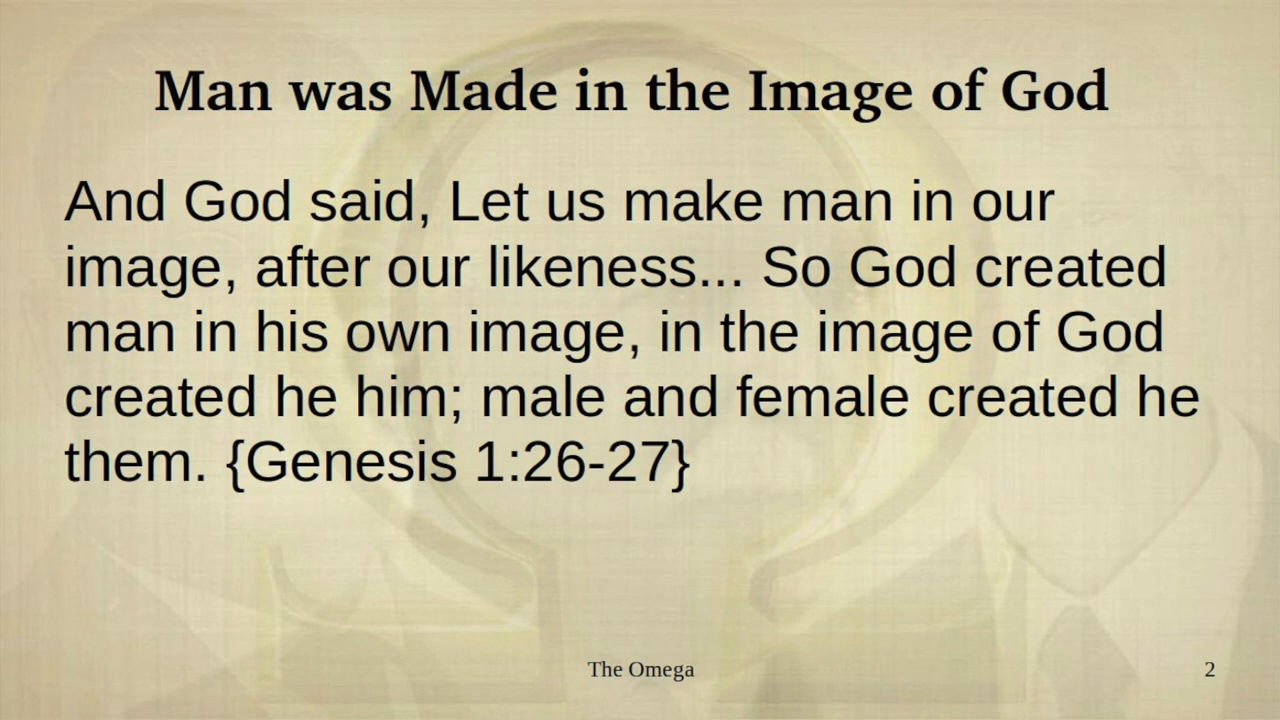 Man was Made in the Image of God
And God said, Let us make man in our
image, after our likeness... So God created
man in his own image, in the image of God
created he him; male and female created he
them. {Genesis 1:26-27}
The Omega
2